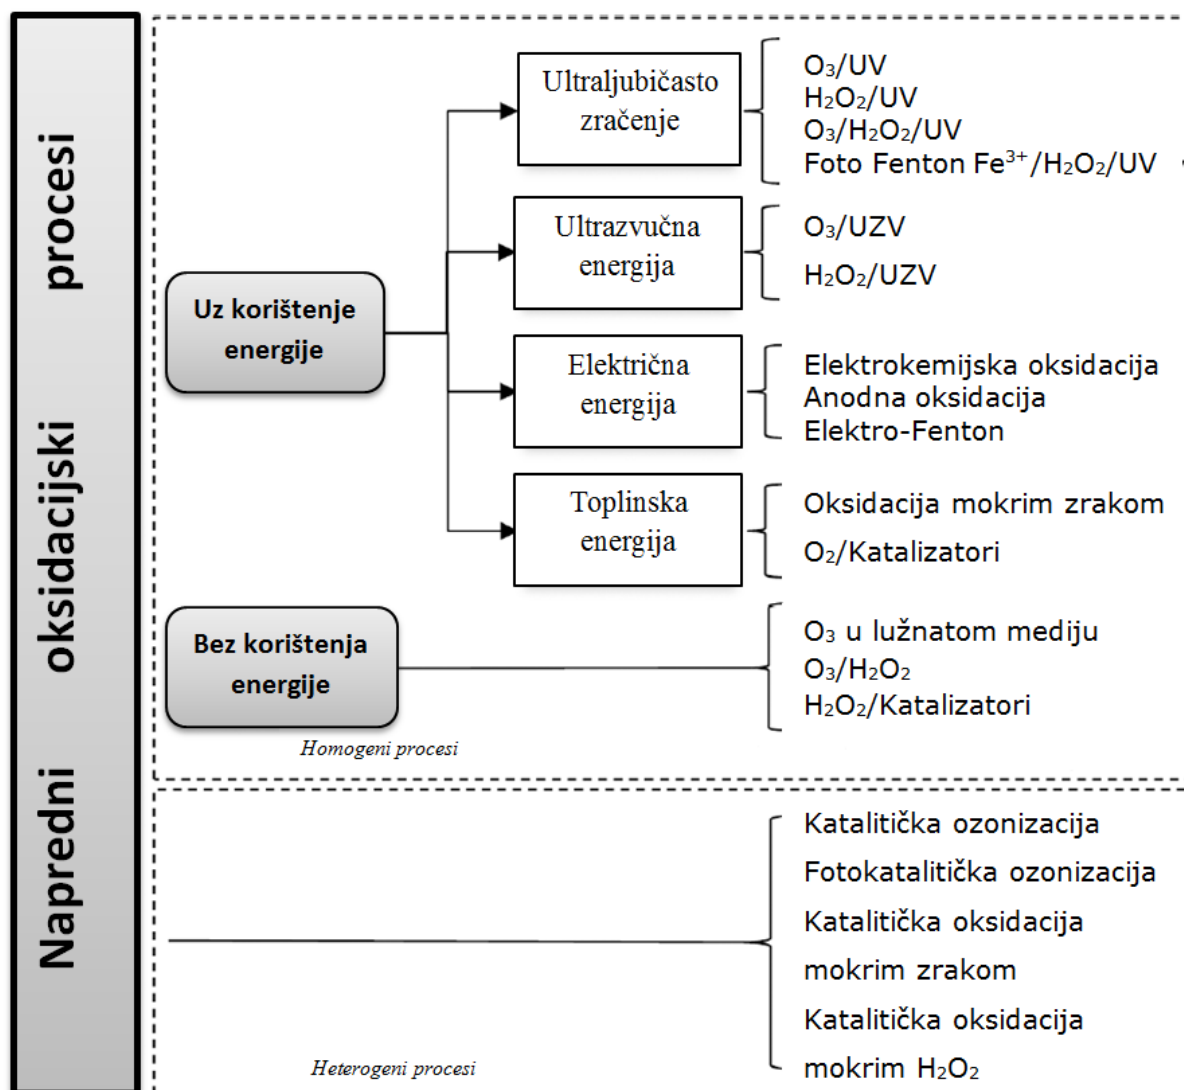 Napredni oksidacijski procesi
Ultraljubičasto
zračenje
O₃/UV
H₂O₂/UV
O₃/H₂O₂/UV
Foto Fenton Fe³⁺/H₂O₂/UV
Ultrazvučna
energija
O₃/UZV
H₂O₂/UZV
Uz korištenje
energije
Električna
energija
Elektrokemijska oksidacija
Anodna oksidacija
Elektro-Fenton
Toplinska
energija
Oksidacija mokrim zrakom
O₂/Katalizatori
Bez korištenja
energije
O₃ u lužnatom mediju
O₃/H₂O₂
H₂O₂/Katalizatori
Homogeni procesi
Katalitička ozonizacija
Fotokatalitička ozonizacija
Katalitička oksidacija
mokrim zrakom
Katalitička oksidacija
mokrim H₂O₂
Heterogeni procesi